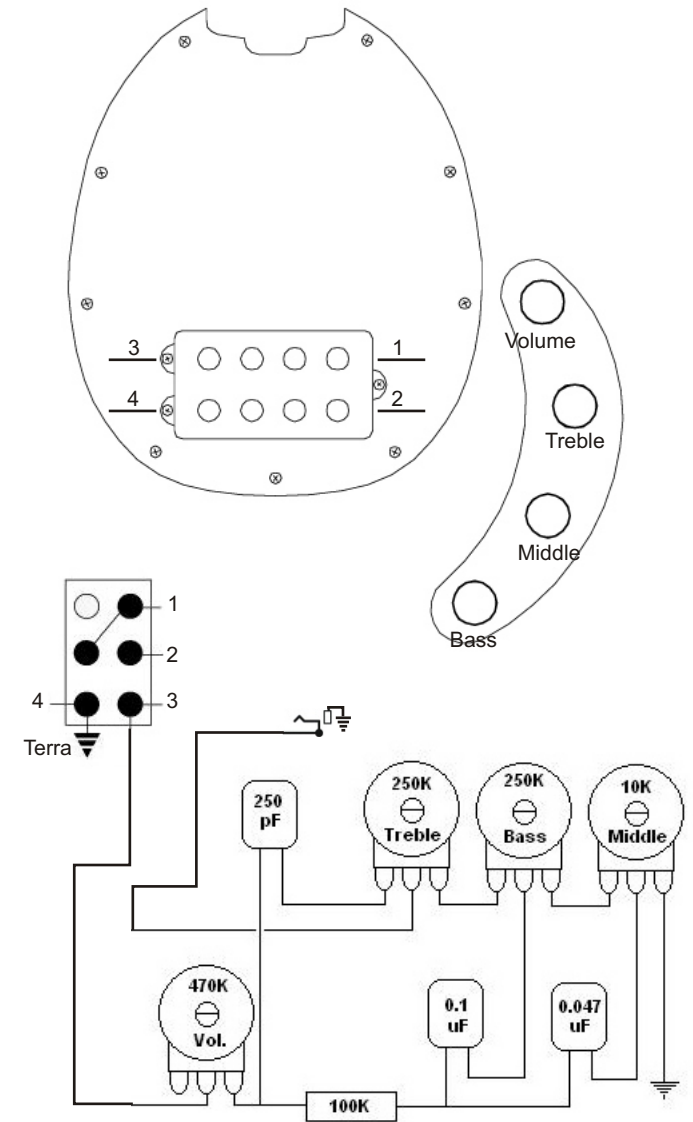 3
1
4
2
Volume
Treble
Middle
Bass
1
2
4
3
Terra
250
pF
250K
Treble
250K
Bass
10K
Middle
470K
Vol.
0.1
uF
0.047
uF
100K